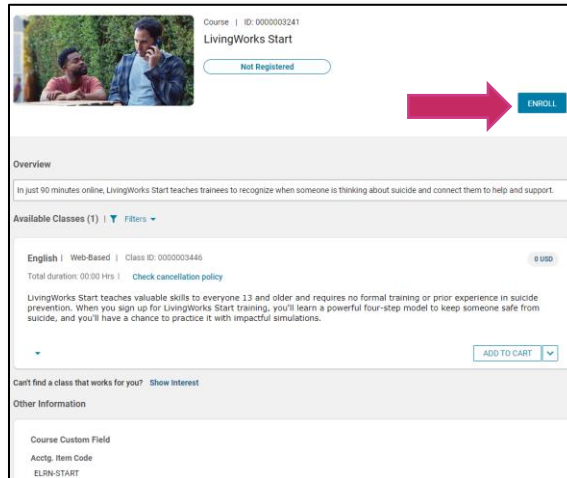 Course | ID: 0000003241
LivingWorks Start
Not Registered
ENROLL
Overview
In just 90 minutes online, LivingWorks Start teaches trainees to recognize when someone is thinking about suicide and connect them to help and support.
Available Classes (1) | Filters
English | Web-Based | Class ID: 0000003446
0 USD
Total duration: 00:00 Hrs | Check cancellation policy
LivingWorks Start teaches valuable skills to everyone 13 and older and requires no formal training or prior experience in suicide
prevention. When you sign up for LivingWorks Start training, you'll learn a powerful four-step model to keep someone safe from
suicide, and you'll have a chance to practice it with impactful simulations.
ADD TO CART
Can't find a class that works for you? Show Interest
Other Information
Course Custom Field
Acctg. Item Code
ELRN-START